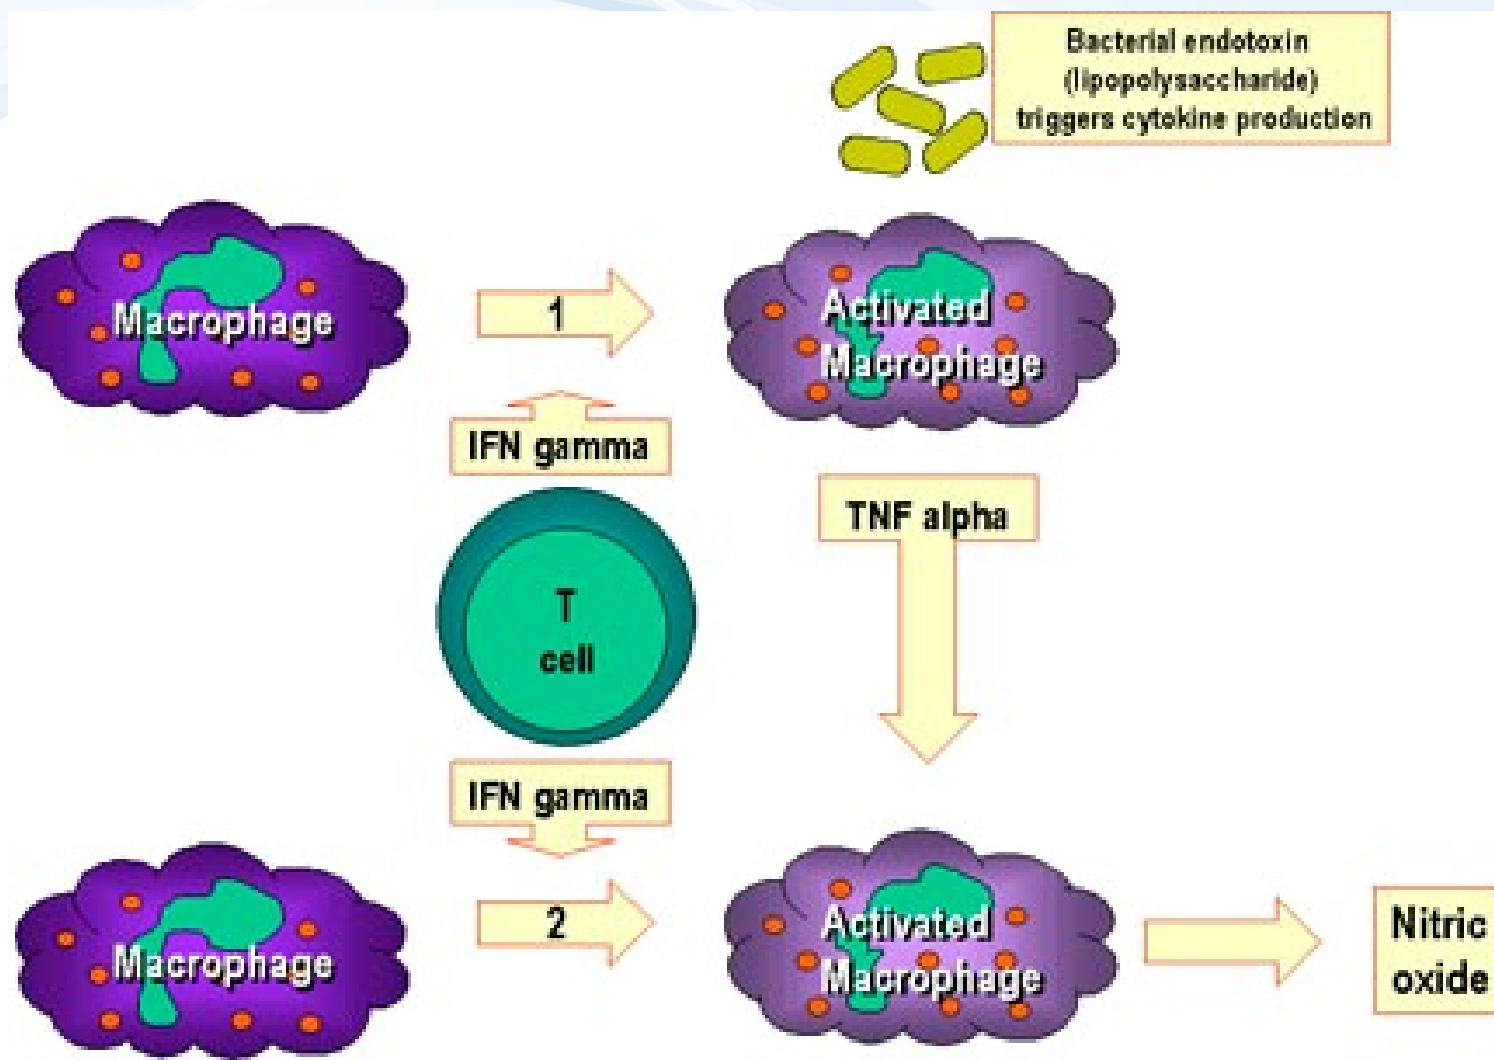 Bacterial endotoxin
(lipopolysaccharide)
triggers cytokine production
Macrophage
1
Activated
Macrophage
IFN gamma
TNF alpha
T
cell
IFN gamma
Macrophage
2
Activated
Macrophage
Nitric
oxide